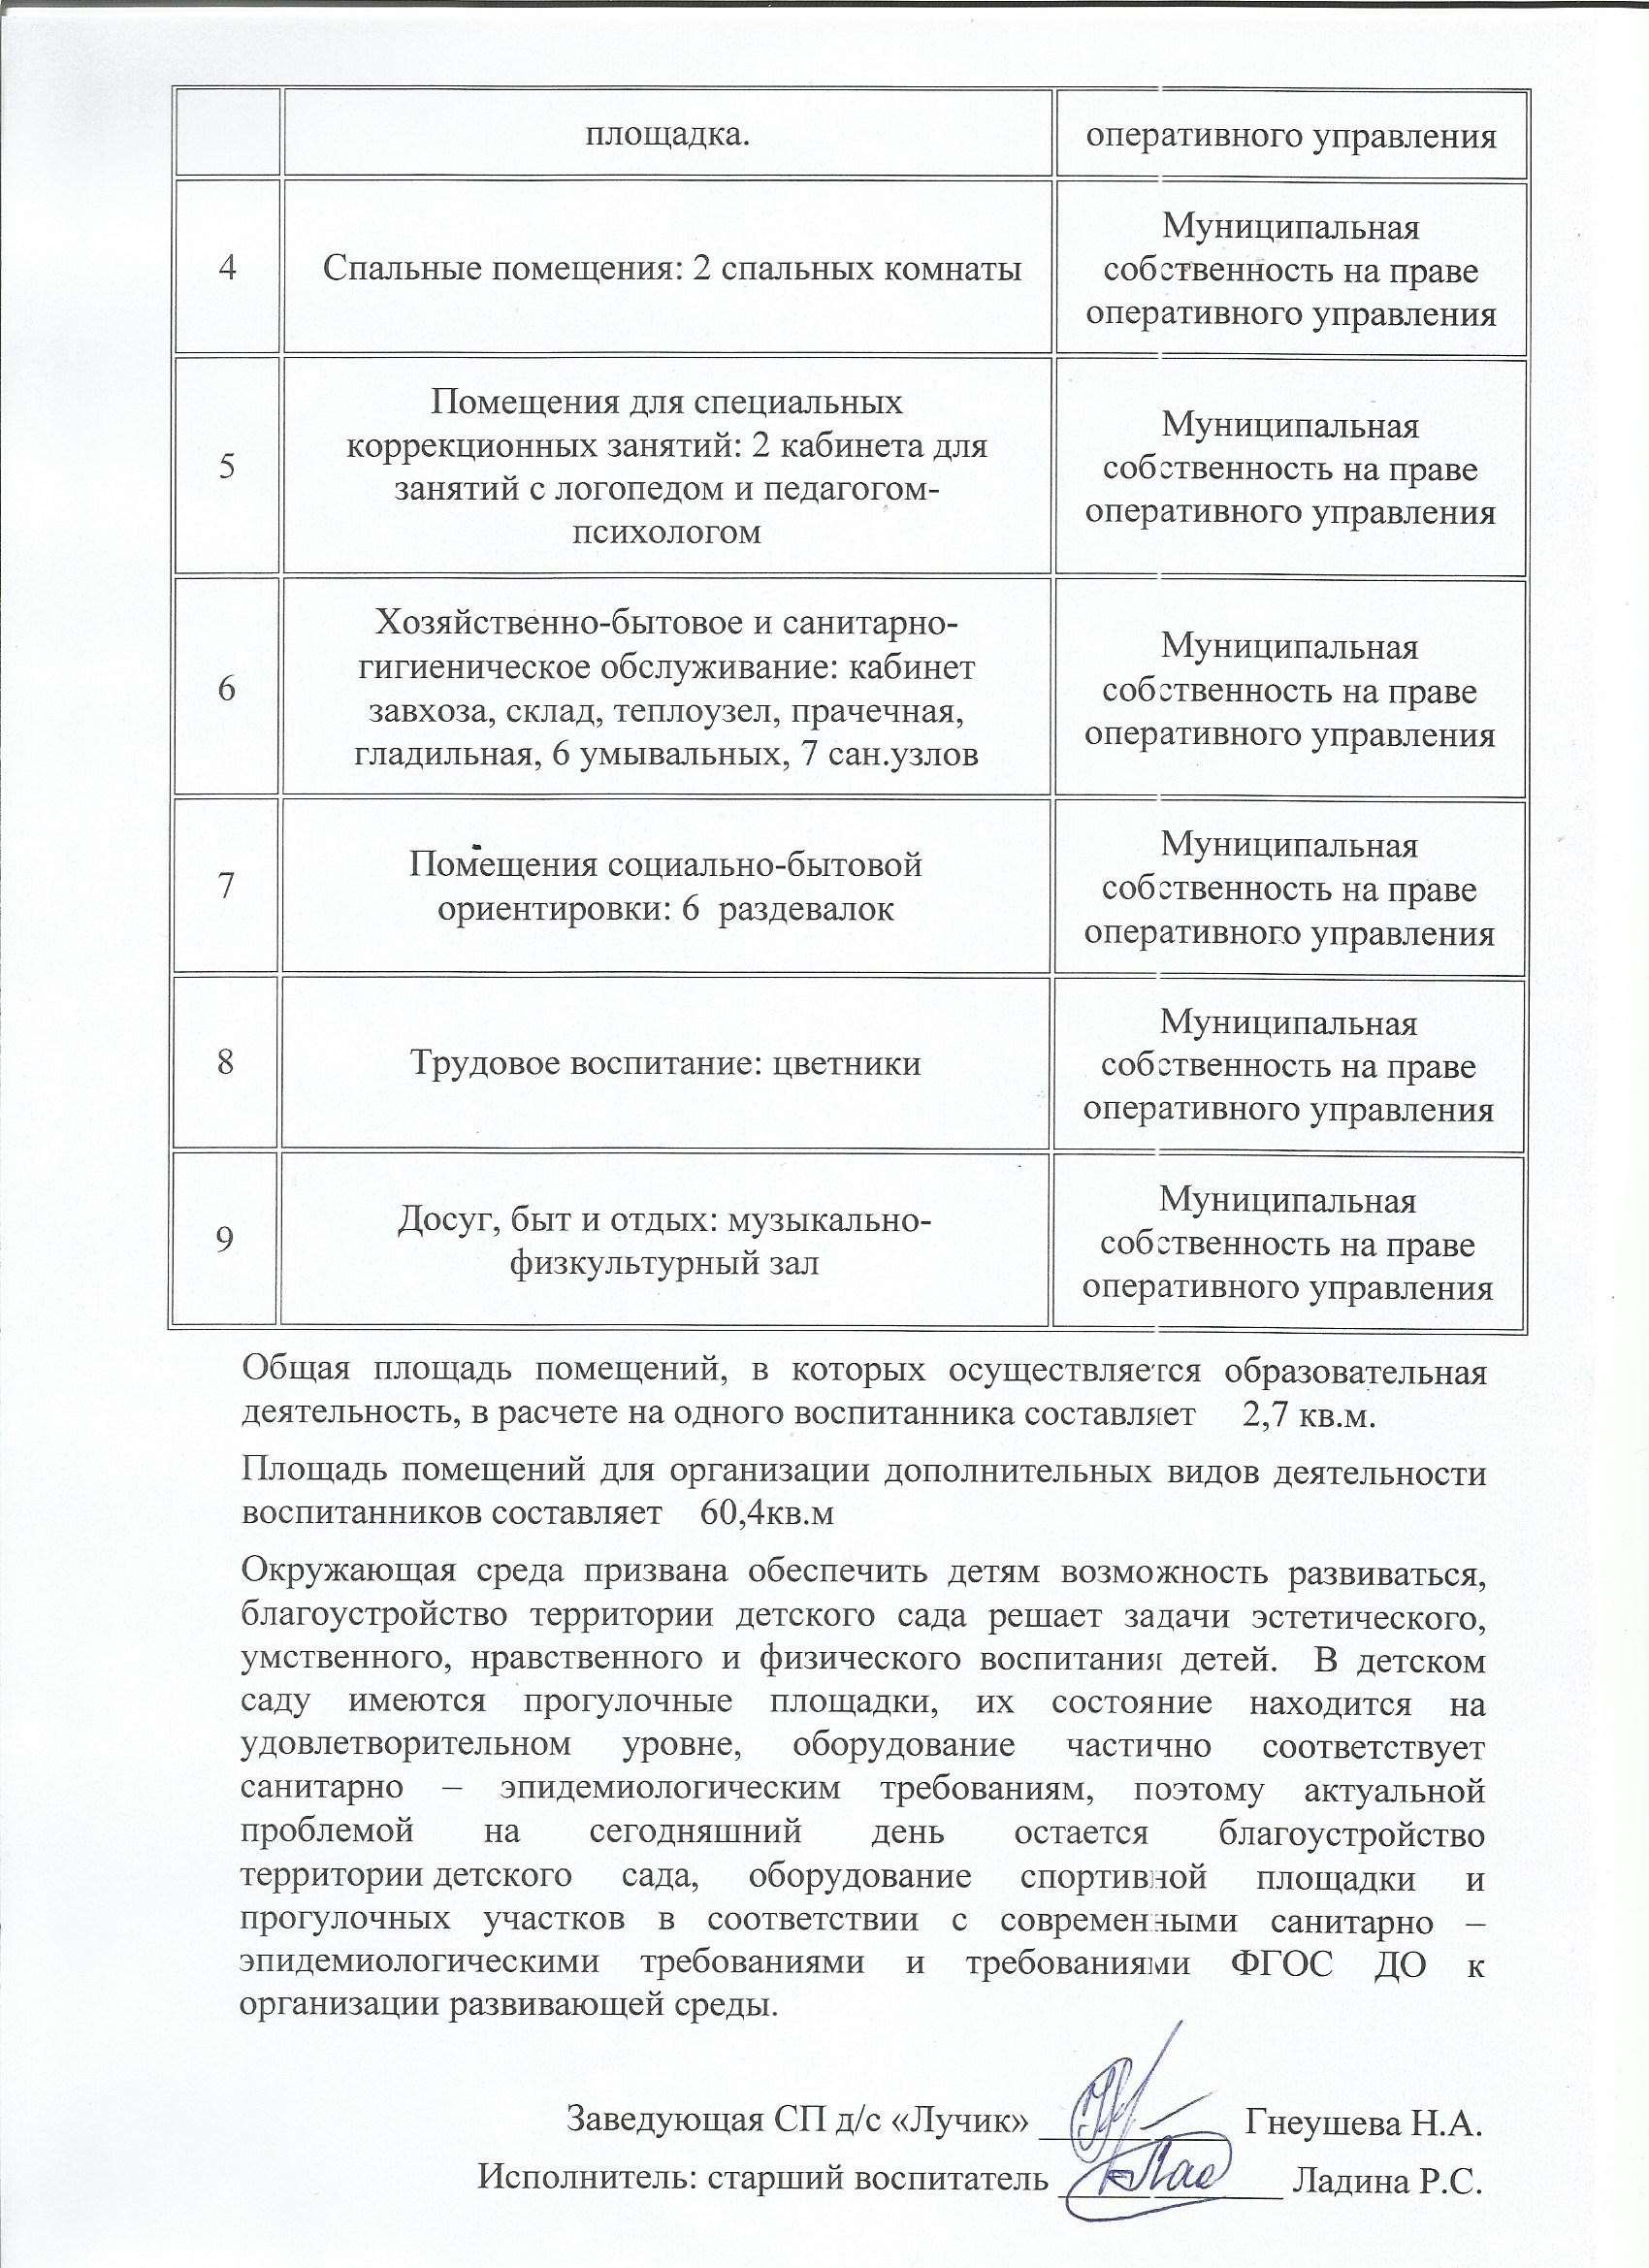 площадка.
оперативного управления
4
Спальные помещения: 2 спальных комнаты
Муниципальная
собственность на праве
оперативного управления
5
Помещения для специальных
коррекционных занятий: 2 кабинета для
занятий с логопедом и педагогом-
психологом
Муниципальная
собственность на праве
оперативного управления
6
Хозяйственно-бытовое и санитарно-
гигиеническое обслуживание: кабинет
завхоза, склад, теплоузел, прачечная,
гладильная, 6 умывальных, 7 сан.узлов
Муниципальная
собственность на праве
оперативного управления
7
Помещения социально-бытовой
ориентировки: 6 раздевалок
Муниципальная
собственность на праве
оперативного управления
8
Трудовое воспитание: цветники
Муниципальная
собственность на праве
оперативного управления
9
Досуг, быт и отдых: музыкально-
физкультурный зал
Муниципальная
собственность на праве
оперативного управления
Общая площадь помещений, в которых осуществляется образовательная
деятельность, в расчете на одного воспитанника составляет 2,7 кв.м.
Площадь помещений для организации дополнительных видов деятельности
воспитанников составляет 60,4кв.м
Окружающая среда призвана обеспечить детям возможность развиваться,
благоустройство территории детского сада решает задачи эстетического,
умственного, нравственного и физического воспитания детей. В детском
саду имеются прогулочные площадки, их состояние находится на
удовлетворительном уровне, оборудование частично соответствует
санитарно – эпидемиологическим требованиям, поэтому актуальной
проблемой на сегодняшний день остается благоустройство
территории детского сада, оборудование спортивной площадки и
прогулочных участков в соответствии с современными санитарно –
эпидемиологическими требованиями и требованиями ФГОС ДО к
организации развивающей среды.
Заведующая СП д/с «Лучик» __________ Гнеушева Н.А.
Исполнитель: старший воспитатель ____________ Ладина Р.С.